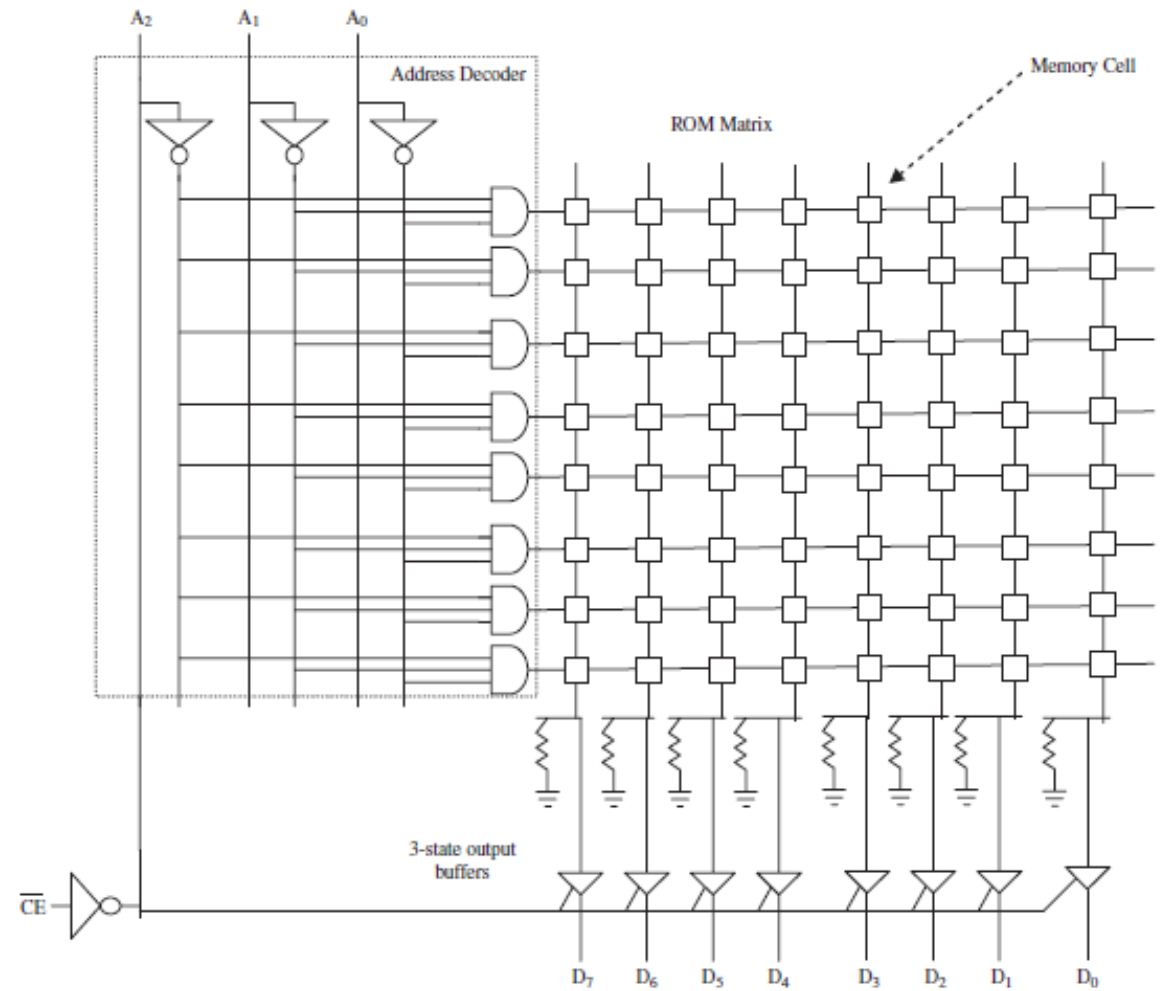 A₂ A₁ A₀
Address Decoder
Memory Cell
ROM Matrix
3-state output
buffers
C̅E̅
D₇ D₆ D₅ D₄ D₃ D₂ D₁ D₀